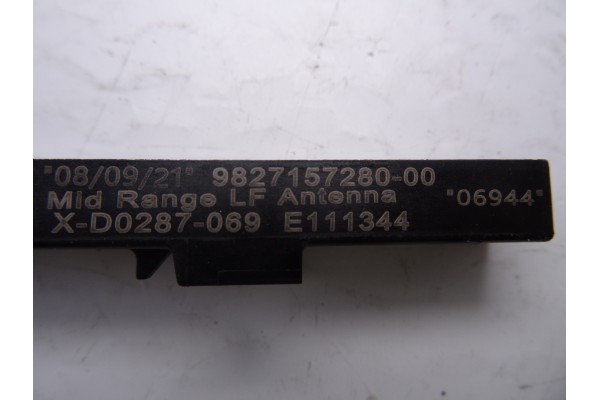 "08/09/21" 9827157280-00
Mid Range LF Antenna "06944"
X-D0287-069 E111344